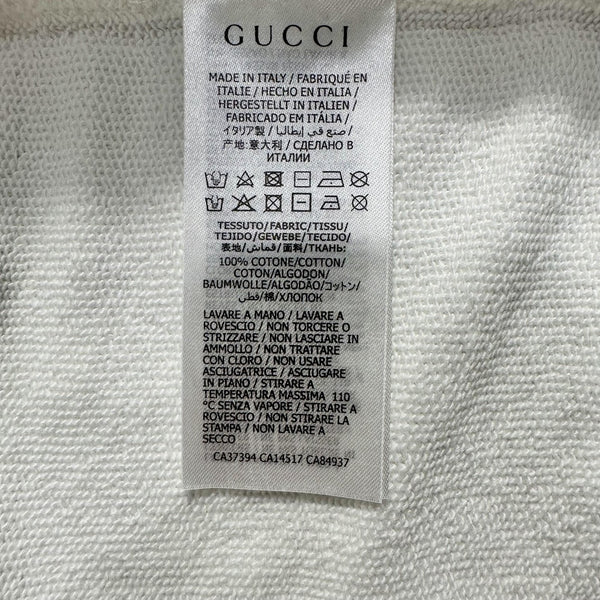 GUCCI
MADE IN ITALY / FABRIQUÉ EN
ITALIE / HECHO EN ITALIA /
HERGESTELLT IN ITALIEN /
FABRICADO EM ITÁLIA /
イタリア製 / صنع في إيطاليا /
产地:意大利 / СДЕЛАНО В
ИТАЛИИ
TESSUTO/FABRIC/TISSU/
TEJIDO/GEWEBE/TECIDO/
表地/قماش/面料/ТКАНЬ:
100% COTONE/COTTON/
COTON/ALGODON/
BAUMWOLLE/ALGODÃO/コットン/
قطن/棉/ХЛОПОК
LAVARE A MANO / LAVARE A
ROVESCIO / NON TORCERE O
STRIZZARE / NON LASCIARE IN
AMMOLLO / NON TRATTARE
CON CLORO / NON USARE
ASCIUGATRICE / ASCIUGARE
IN PIANO / STIRARE A
TEMPERATURA MASSIMA 110
°C SENZA VAPORE / STIRARE A
ROVESCIO / NON STIRARE LA
STAMPA / NON LAVARE A
SECCO
CA37394 CA14517 CA84937